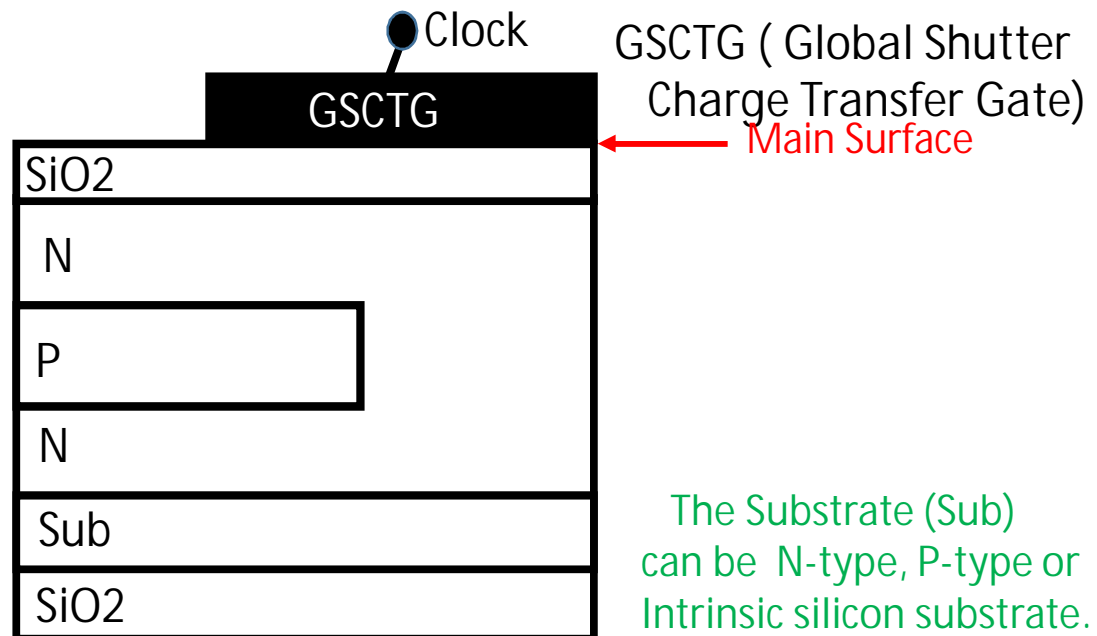 Clock
GSCTG ( Global Shutter
Charge Transfer Gate)
GSCTG
Main Surface
SiO2
N
P
N
Sub
SiO2
The Substrate (Sub)
can be N-type, P-type or
Intrinsic silicon substrate.